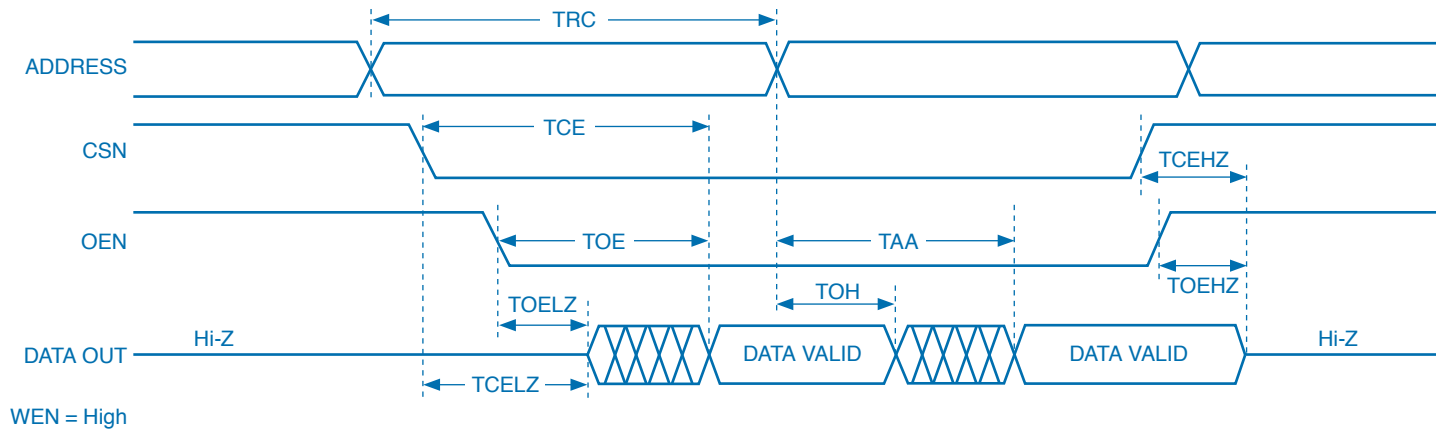 TRC
ADDRESS
TCE
CSN
TCEHZ
OEN
TOE
TAA
TOEHZ
TOELZ
TOH
Hi-Z
DATA OUT
DATA VALID
DATA VALID
Hi-Z
TCELZ
WEN = High